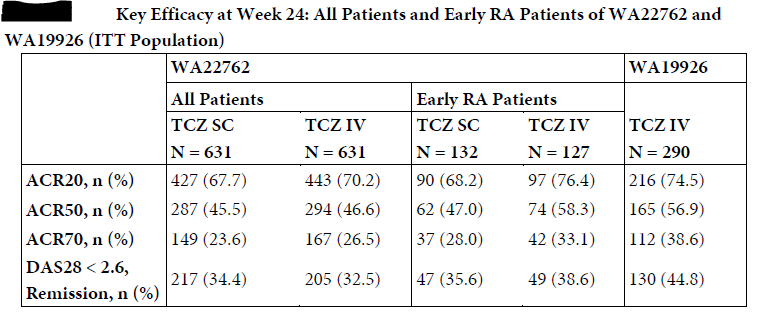 Key Efficacy at Week 24: All Patients and Early RA Patients of WA22762 and
WA19926 (ITT Population)
WA22762 WA19926
All Patients Early RA Patients
TCZ SC TCZ IV TCZ SC TCZ IV TCZ IV
N = 631 N = 631 N = 132 N = 127 N = 290
ACR20, n (%) 427 (67.7) 443 (70.2) 90 (68.2) 97 (76.4) 216 (74.5)
ACR50, n (%) 287 (45.5) 294 (46.6) 62 (47.0) 74 (58.3) 165 (56.9)
ACR70, n (%) 149 (23.6) 167 (26.5) 37 (28.0) 42 (33.1) 112 (38.6)
DAS28 < 2.6,
Remission, n (%) 217 (34.4) 205 (32.5) 47 (35.6) 49 (38.6) 130 (44.8)